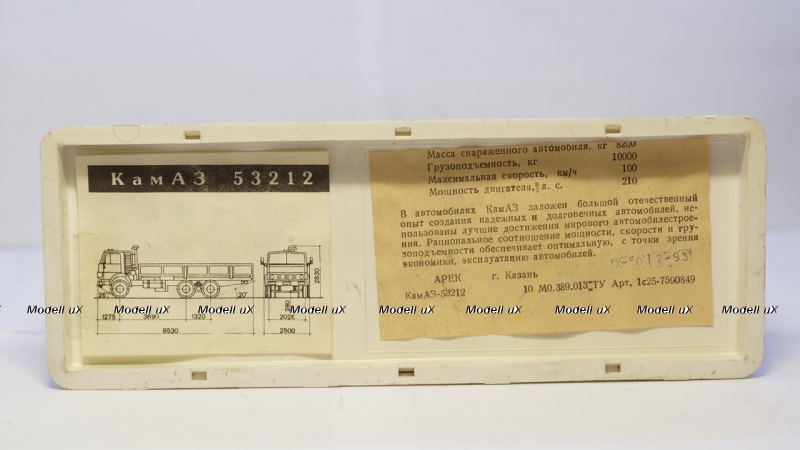 КамАЗ 53212
2830
26°
20°
1275
3690
1320
2026
8530
2500
Масса снаряженного автомобиля, кг 8200
Грузоподъемность, кг 10000
Максимальная скорость, км/ч 100
Мощность двигателя, л. с. 210
В автомобилях КамАЗ заложен большой отечественный
опыт создания надежных и долговечных автомобилей, ис-
пользованы лучшие достижения мирового автомобилестрое-
ния. Рациональное соотношение мощности, скорости и гру-
зоподъемности обеспечивает оптимальную, с точки зрения
экономики, эксплуатацию автомобилей.
АРЕК г. Казань
КамАЗ-53212 10 М0.389.013 ТУ Арт. 1с25-7590849
Modell uX Modell uX Modell uX Modell uX Modell uX Modell uX Modell uX Modell uX